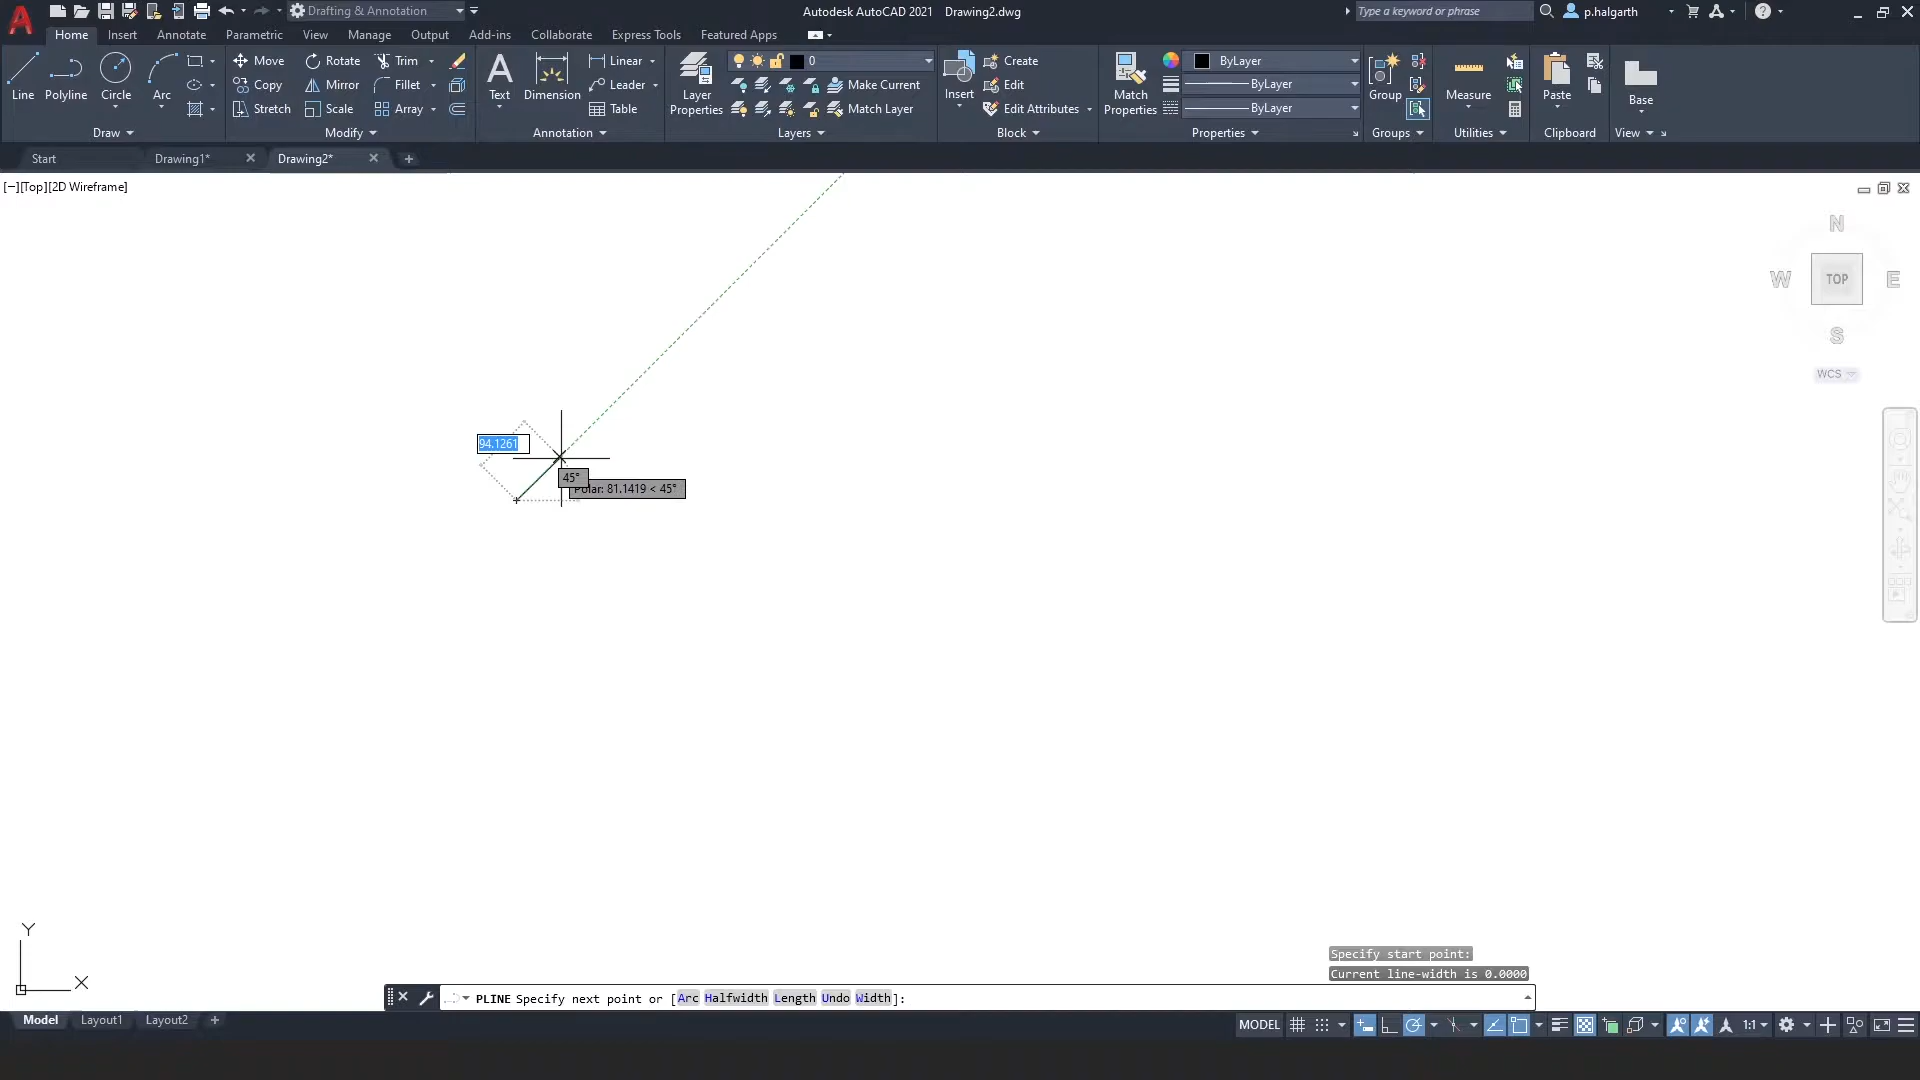 Drafting & Annotation
Autodesk AutoCAD 2021 Drawing2.dwg
Type a keyword or phrase
p.halgarth
Home Insert Annotate Parametric View Manage Output Add-ins Collaborate Express Tools Featured Apps
Line Polyline Circle Arc
Move Rotate Trim
Copy Mirror Fillet
Stretch Scale Array
Text Dimension
Linear
Leader
Table
Layer Properties
0
Make Current
Match Layer
Insert
Create
Edit
Edit Attributes
Match Properties
ByLayer
ByLayer
ByLayer
Group
Measure
Paste
Base
Draw Modify Annotation Layers Block Properties Groups Utilities Clipboard View
Start Drawing1* Drawing2*
[−][Top][2D Wireframe]
N
W TOP E
S
WCS
94.1261
45°
Polar: 81.1419 < 45°
Y
X
Specify start point:
Current line-width is 0.0000
PLINE Specify next point or [Arc Halfwidth Length Undo Width]:
Model Layout1 Layout2
MODEL
1:1